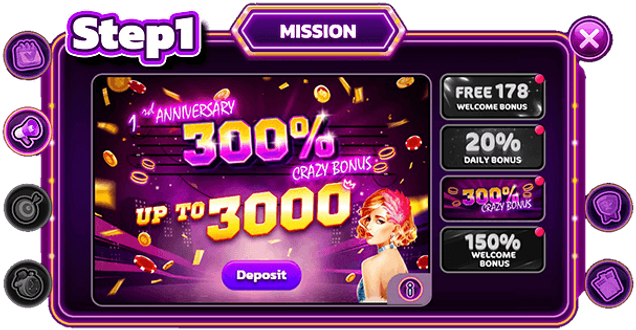 Step1
MISSION
1rd ANNIVERSARY
300%
CRAZY BONUS
UP TO 3000
Deposit
FREE 178
WELCOME BONUS
20%
DAILY BONUS
300%
CRAZY BONUS
150%
WELCOME
BONUS